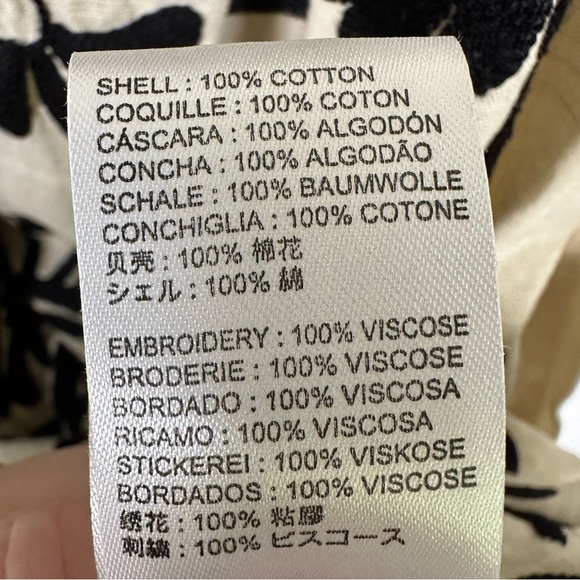 SHELL : 100% COTTON
COQUILLE : 100% COTON
CÁSCARA : 100% ALGODÓN
CONCHA : 100% ALGODÃO
SCHALE : 100% BAUMWOLLE
CONCHIGLIA : 100% COTONE
贝壳 : 100% 棉花
シェル : 100% 綿
EMBROIDERY : 100% VISCOSE
BRODERIE : 100% VISCOSE
BORDADO : 100% VISCOSA
RICAMO : 100% VISCOSA
STICKEREI : 100% VISKOSE
BORDADOS : 100% VISCOSE
绣花 : 100% 粘膠
刺繍 : 100% ビスコース